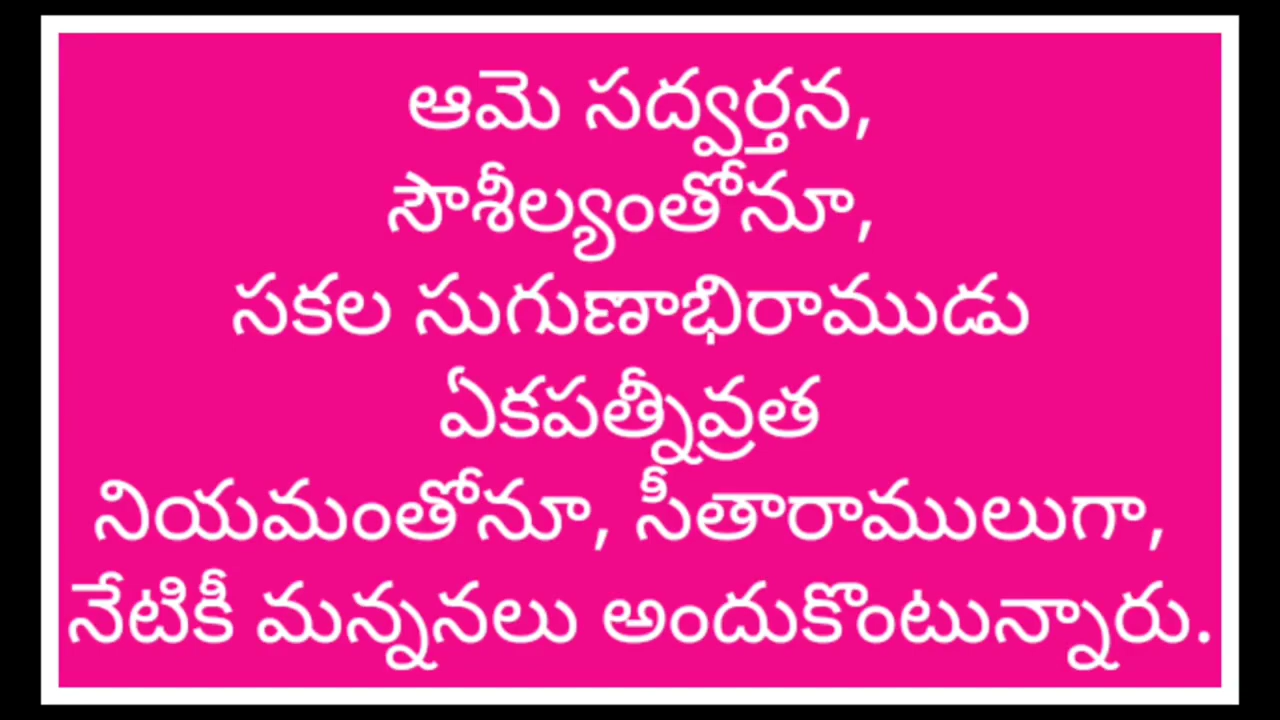 ఆమె సద్వర్తన,
సౌశీల్యంతోనూ,
సకల సుగుణాభిరాముడు
ఏకపత్నీవ్రత
నియమంతోనూ, సీతారాములుగా,
నేటికీ మన్ననలు అందుకొంటున్నారు.